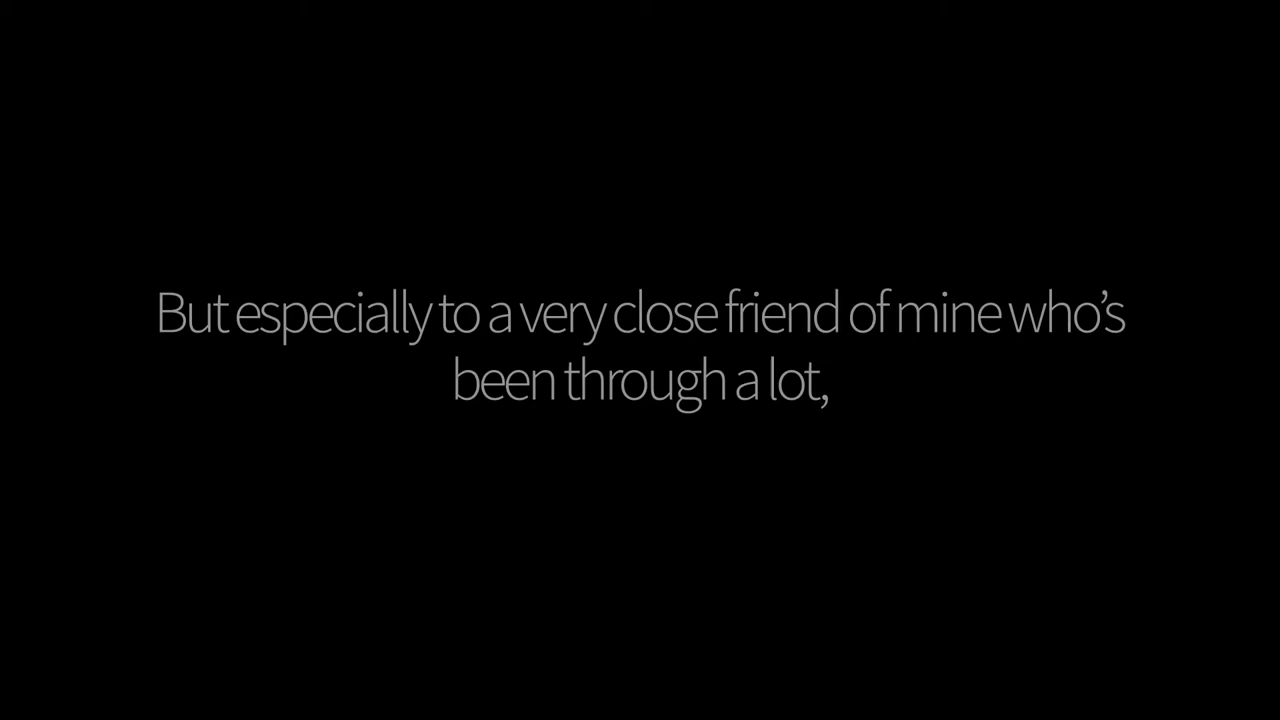 But especially to a very close friend of mine who’s
been through a lot,